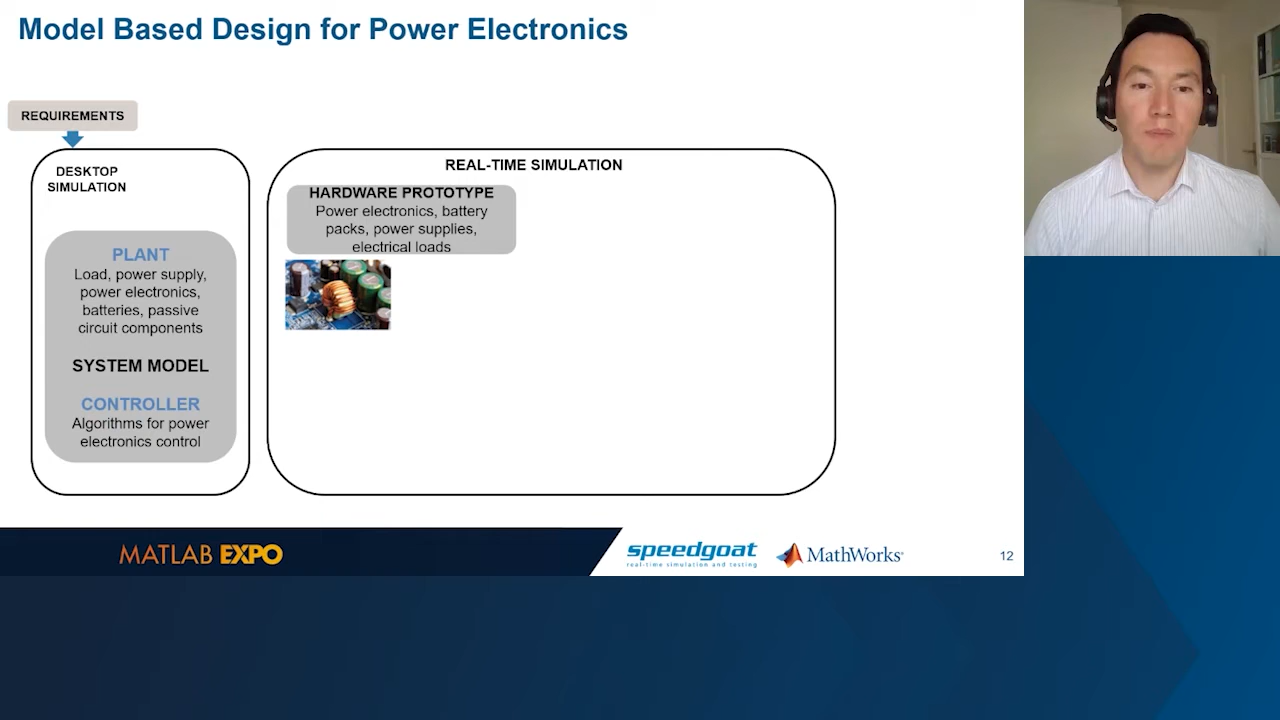 Model Based Design for Power Electronics
REQUIREMENTS
DESKTOP
SIMULATION
PLANT
Load, power supply,
power electronics,
batteries, passive
circuit components
SYSTEM MODEL
CONTROLLER
Algorithms for power
electronics control
REAL-TIME SIMULATION
HARDWARE PROTOTYPE
Power electronics, battery
packs, power supplies,
electrical loads
MATLAB EXPO
speedgoat
real-time simulation and testing
MathWorks®
12